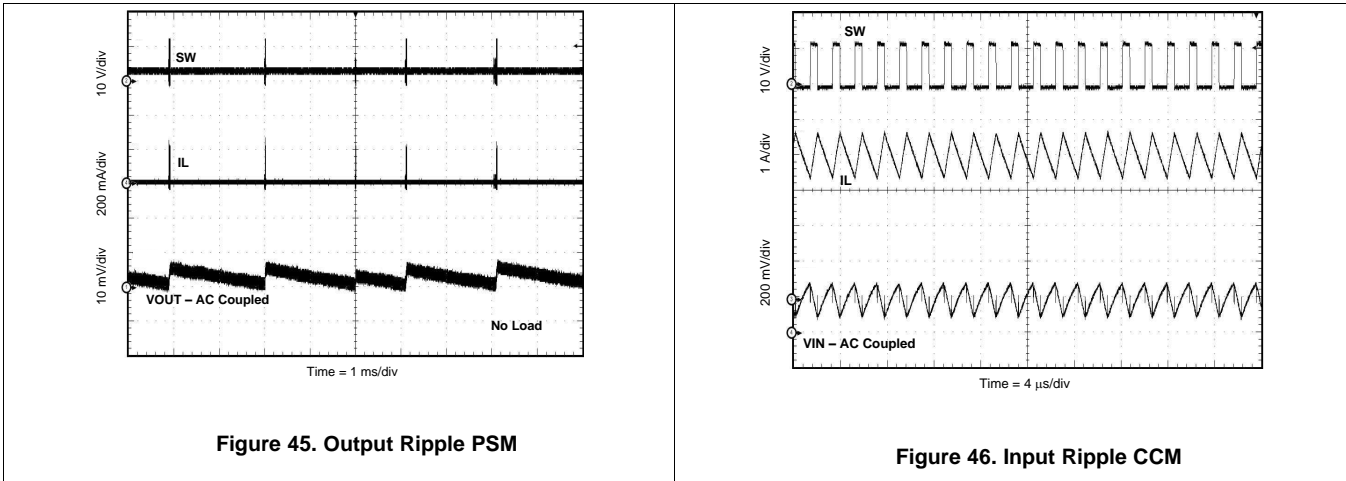 10 V/div
SW
200 mA/div
IL
10 mV/div
VOUT – AC Coupled
No Load
Time = 1 ms/div
Figure 45. Output Ripple PSM
10 V/div
SW
1 A/div
IL
200 mV/div
VIN – AC Coupled
Time = 4 μs/div
Figure 46. Input Ripple CCM